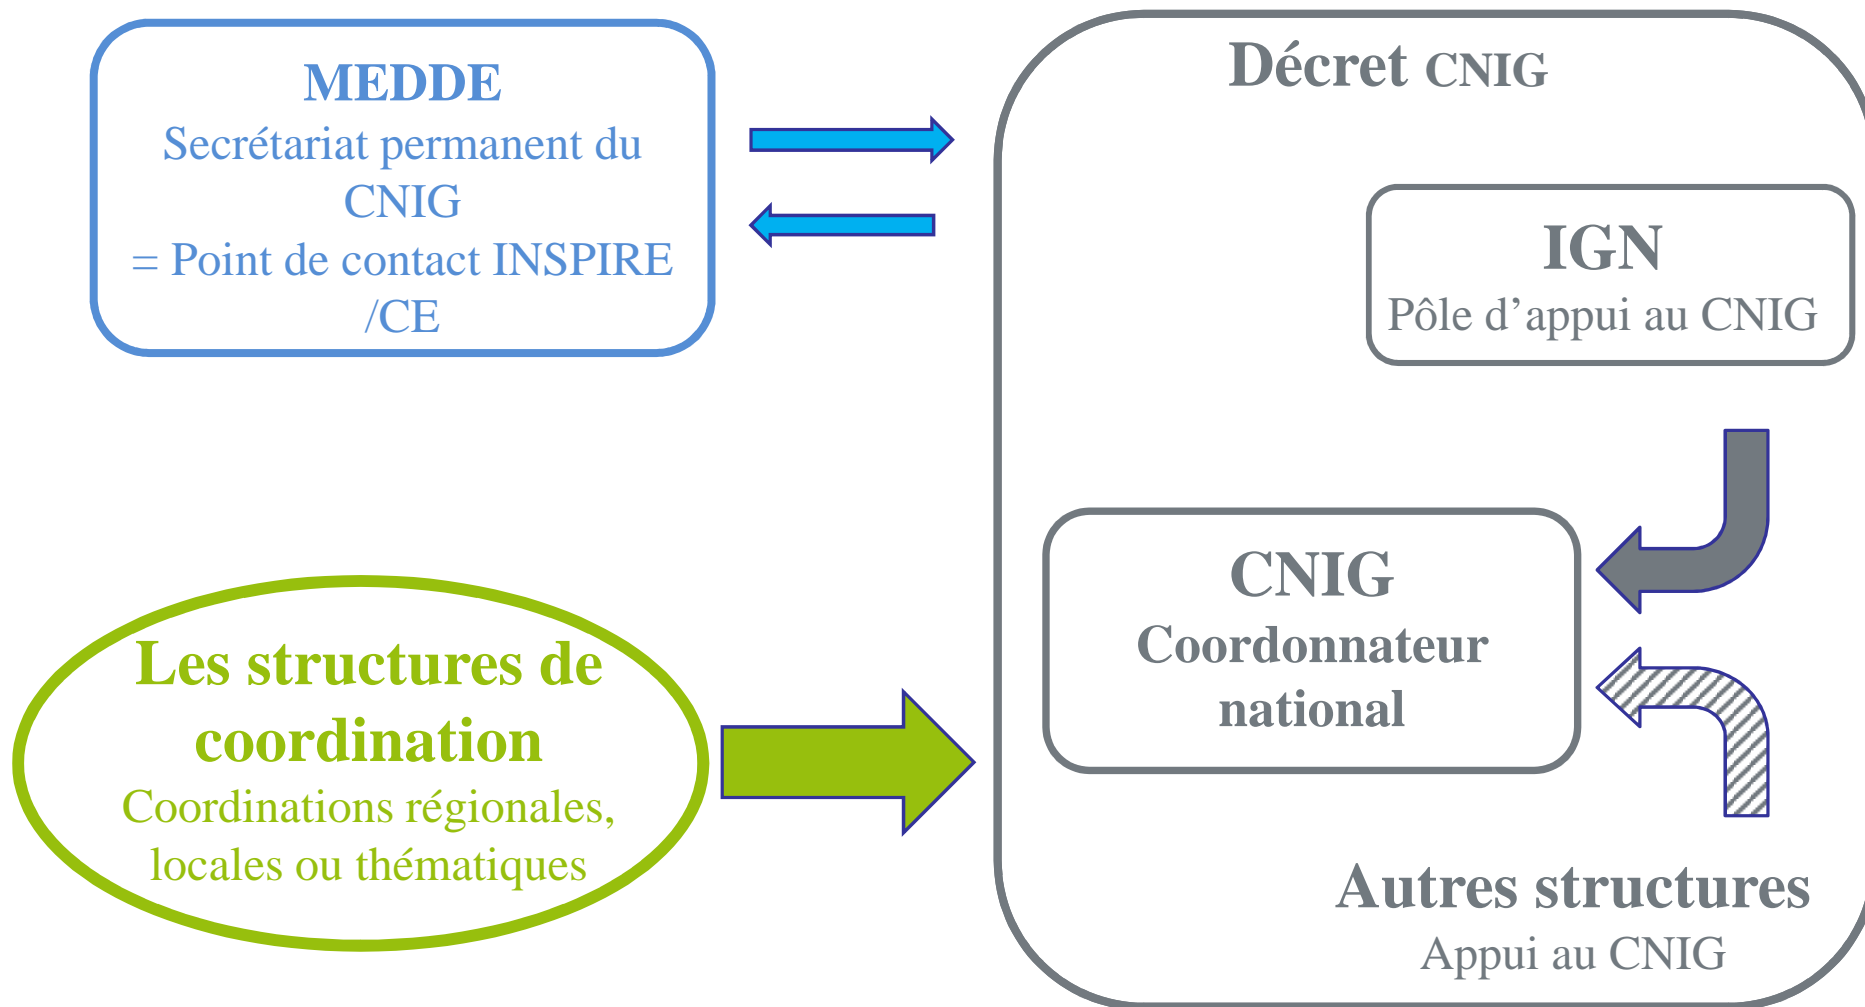 MEDDE
Secrétariat permanent du
CNIG
= Point de contact INSPIRE
/CE
Décret CNIG
IGN
Pôle d’appui au CNIG
CNIG
Coordonnateur
national
Les structures de
coordination
Coordinations régionales,
locales ou thématiques
Autres structures
Appui au CNIG